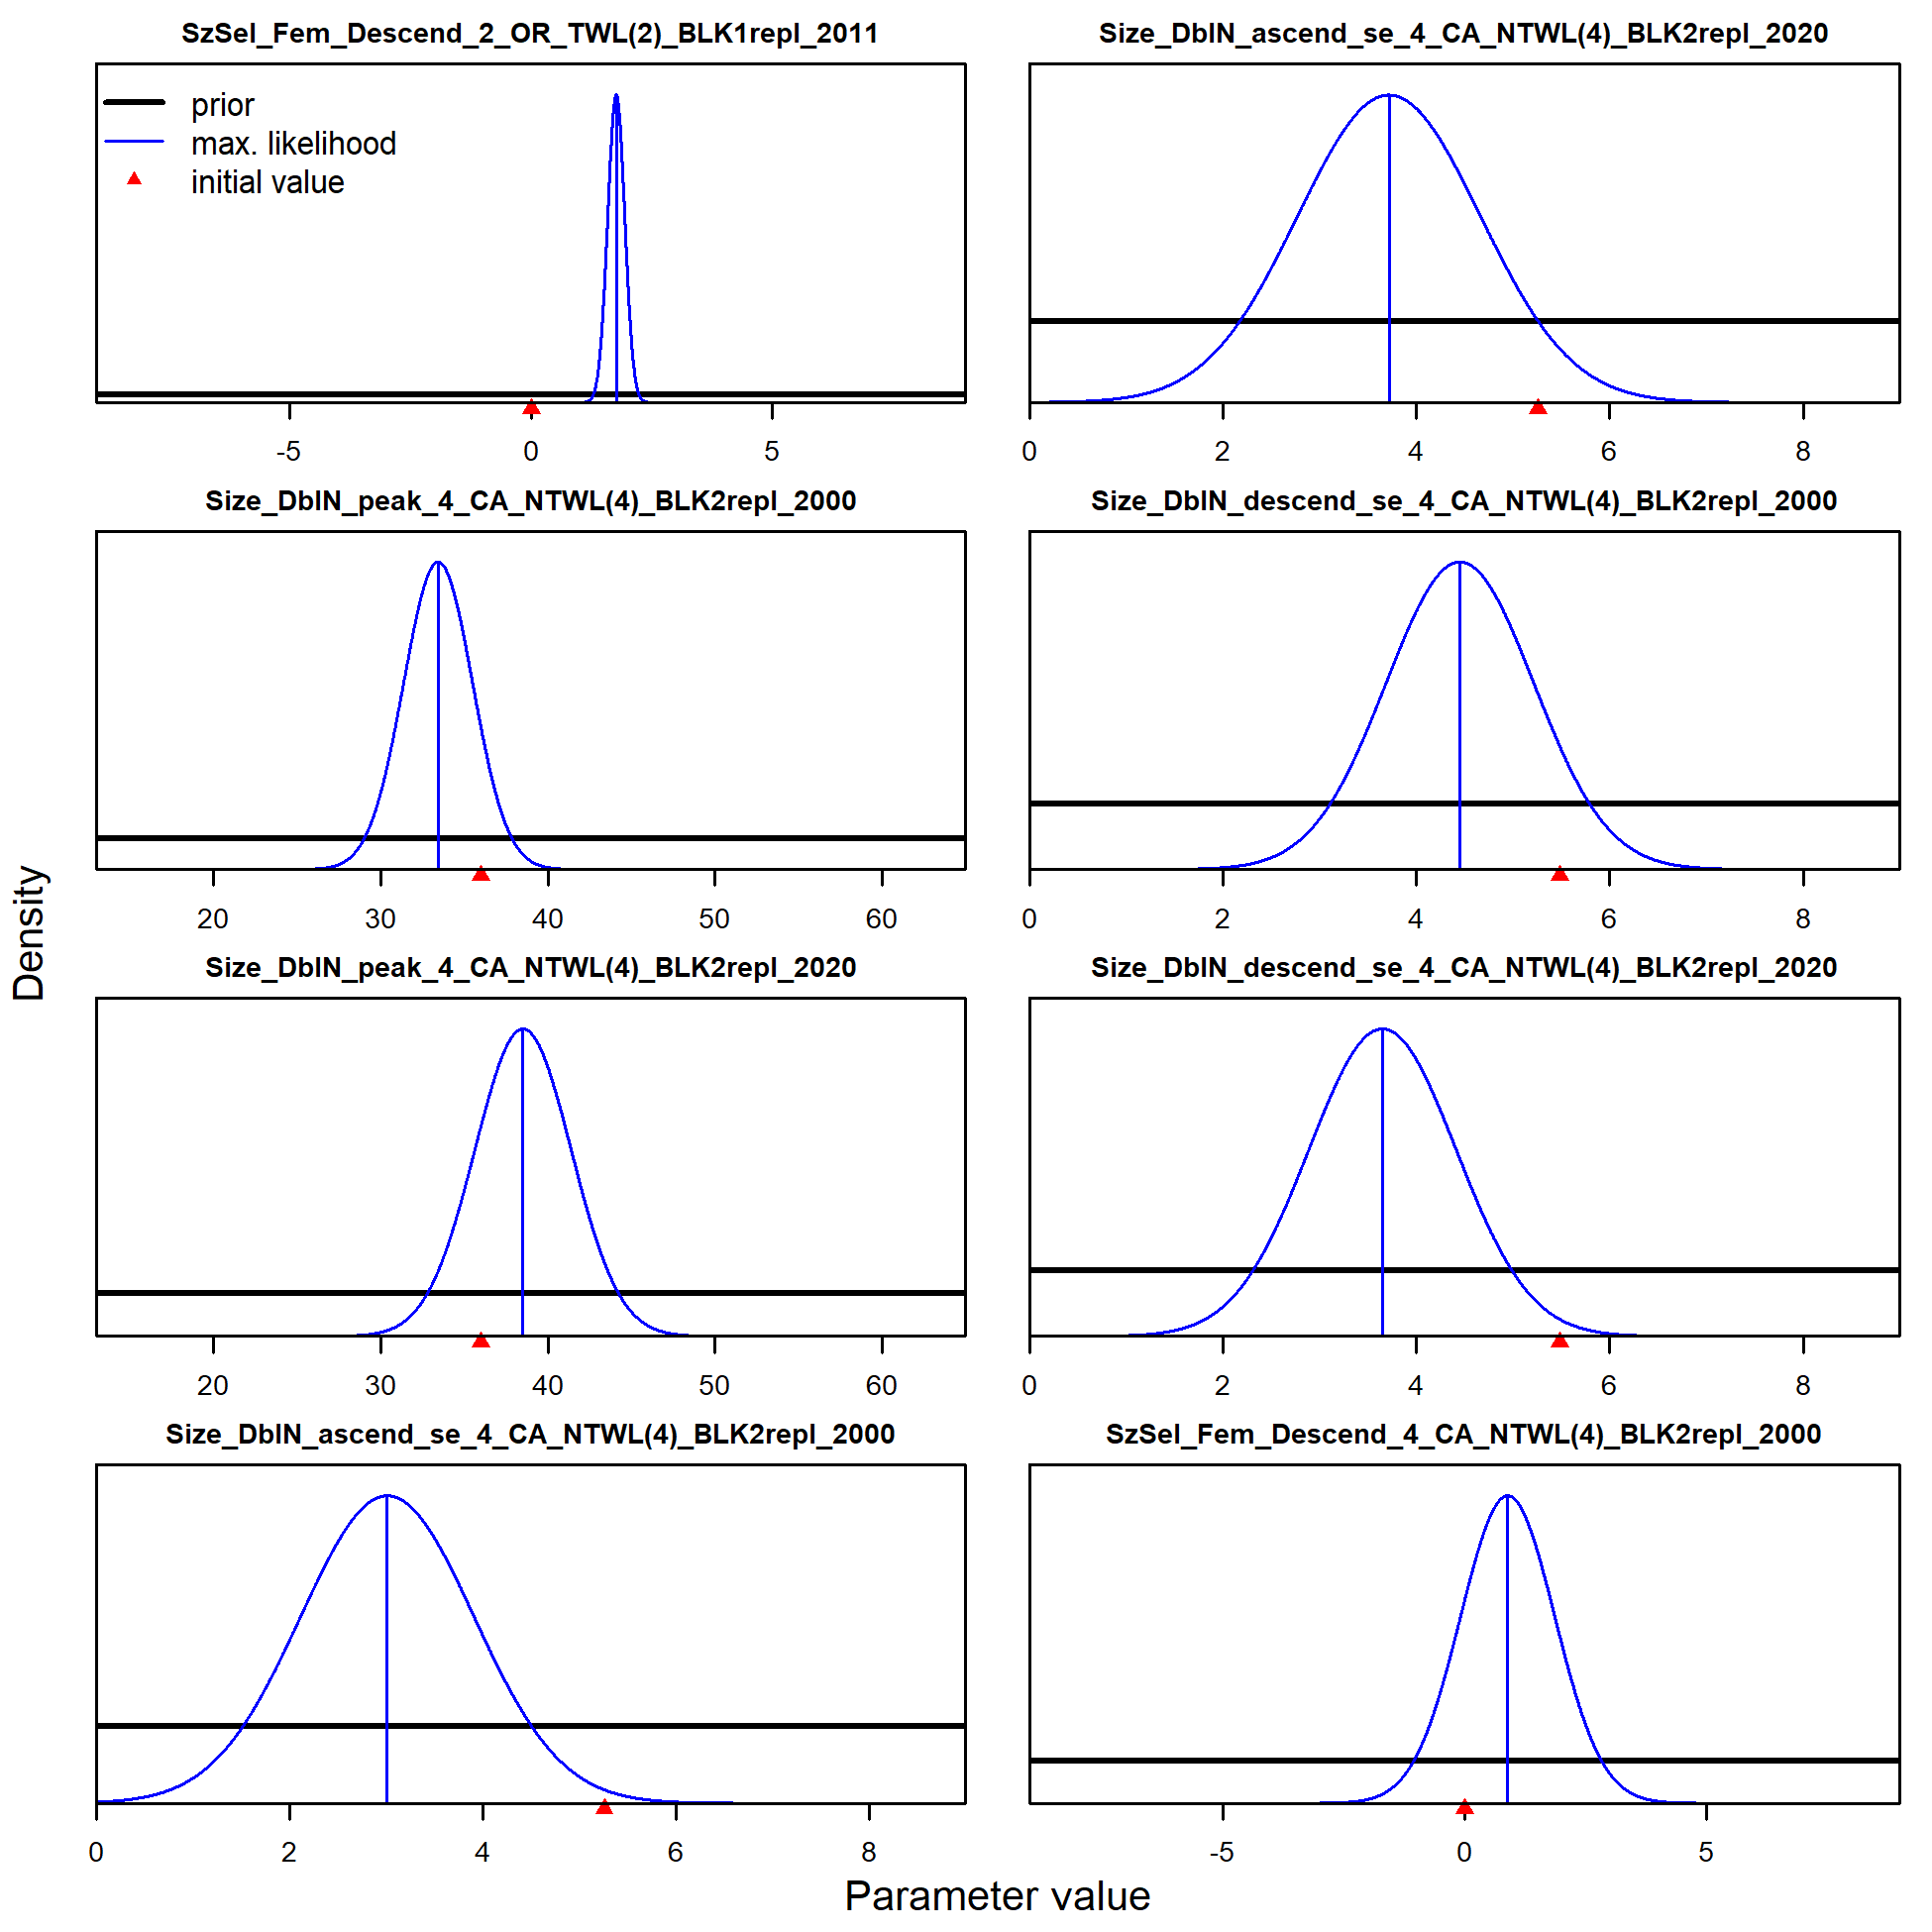 SzSel_Fem_Descend_2_OR_TWL(2)_BLK1repl_2011
prior
max. likelihood
initial value
-5 0 5
Size_DblN_ascend_se_4_CA_NTWL(4)_BLK2repl_2020
0 2 4 6 8
Size_DblN_peak_4_CA_NTWL(4)_BLK2repl_2000
20 30 40 50 60
Size_DblN_descend_se_4_CA_NTWL(4)_BLK2repl_2000
0 2 4 6 8
Size_DblN_peak_4_CA_NTWL(4)_BLK2repl_2020
20 30 40 50 60
Size_DblN_descend_se_4_CA_NTWL(4)_BLK2repl_2020
0 2 4 6 8
Size_DblN_ascend_se_4_CA_NTWL(4)_BLK2repl_2000
0 2 4 6 8
SzSel_Fem_Descend_4_CA_NTWL(4)_BLK2repl_2000
-5 0 5
Density
Parameter value